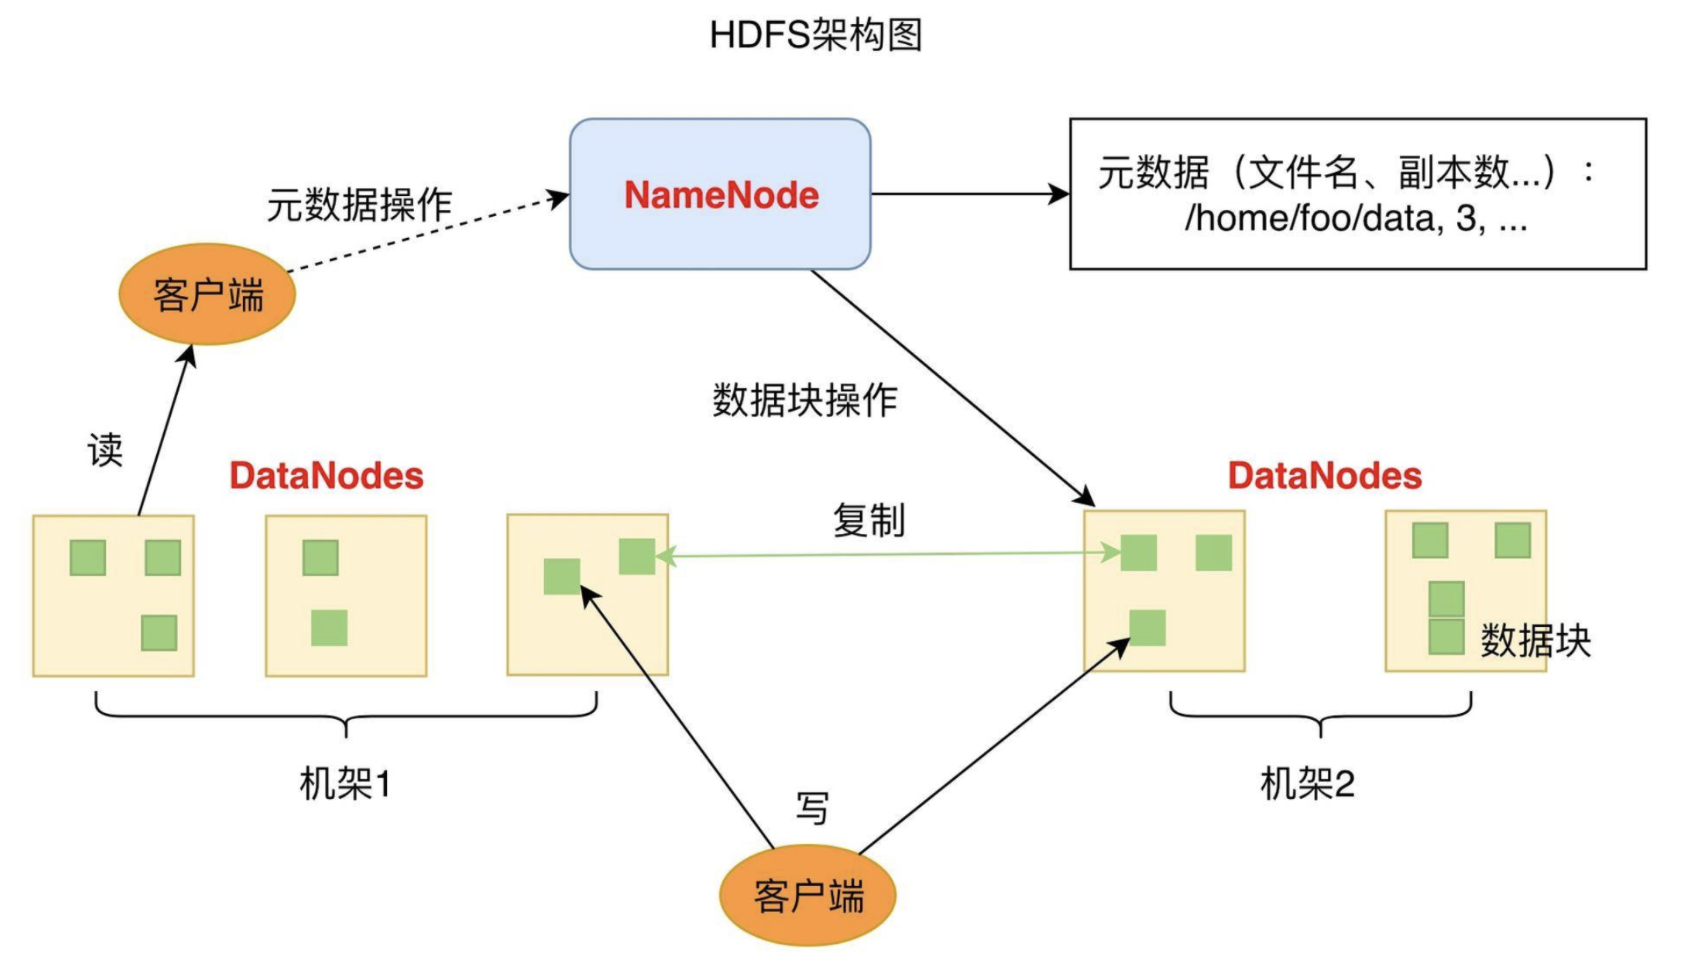 HDFS架构图
NameNode
元数据（文件名、副本数...）：
/home/foo/data, 3, ...
元数据操作
客户端
数据块操作
读
DataNodes
DataNodes
复制
数据块
机架1
机架2
写
客户端